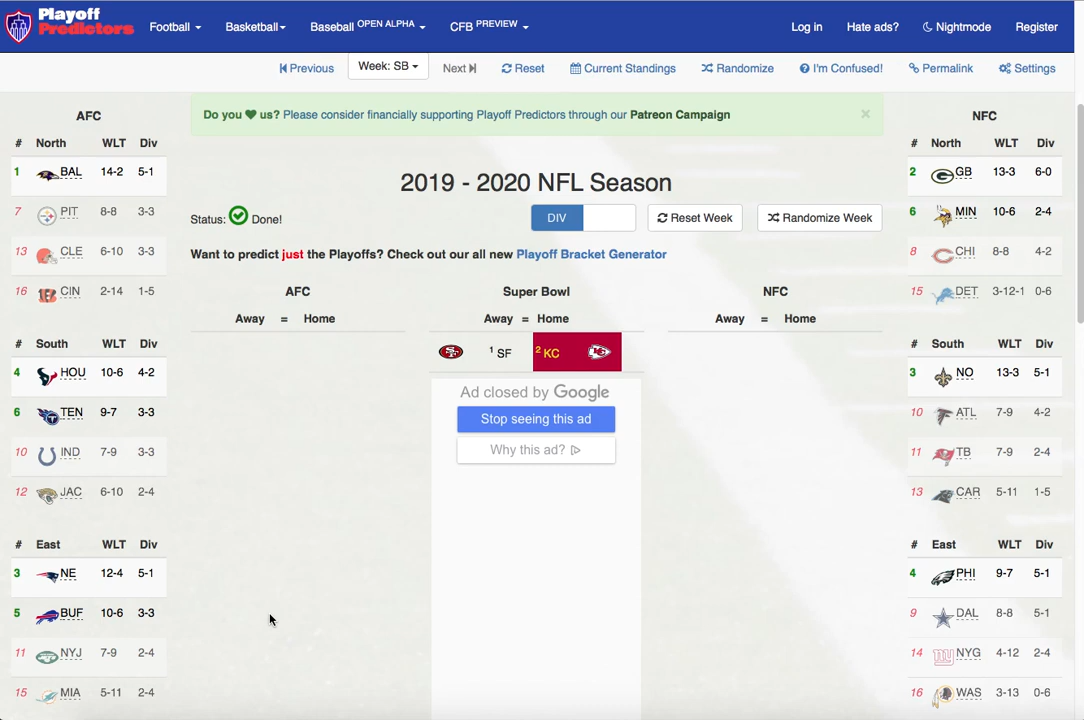 Playoff Predictors
Football
Basketball
Baseball OPEN ALPHA
CFB PREVIEW
Log in
Hate ads?
Nightmode
Register
Previous
Week: SB
Next
Reset
Current Standings
Randomize
I'm Confused!
Permalink
Settings
Do you us? Please consider financially supporting Playoff Predictors through our Patreon Campaign
×
2019 - 2020 NFL Season
Status: Done!
DIV
Reset Week
Randomize Week
Want to predict just the Playoffs? Check out our all new Playoff Bracket Generator
AFC
# North WLT Div
1 BAL 14-2 5-1
7 PIT 8-8 3-3
13 CLE 6-10 3-3
16 CIN 2-14 1-5
# South WLT Div
4 HOU 10-6 4-2
6 TEN 9-7 3-3
10 IND 7-9 3-3
12 JAC 6-10 2-4
# East WLT Div
3 NE 12-4 5-1
5 BUF 10-6 3-3
11 NYJ 7-9 2-4
15 MIA 5-11 2-4
AFC
Away = Home
Super Bowl
Away = Home
1 SF 2 KC
Ad closed by Google
Stop seeing this ad
Why this ad?
NFC
Away = Home
NFC
# North WLT Div
2 GB 13-3 6-0
6 MIN 10-6 2-4
8 CHI 8-8 4-2
15 DET 3-12-1 0-6
# South WLT Div
3 NO 13-3 5-1
10 ATL 7-9 4-2
11 TB 7-9 2-4
13 CAR 5-11 1-5
# East WLT Div
4 PHI 9-7 5-1
9 DAL 8-8 5-1
14 NYG 4-12 2-4
16 WAS 3-13 0-6